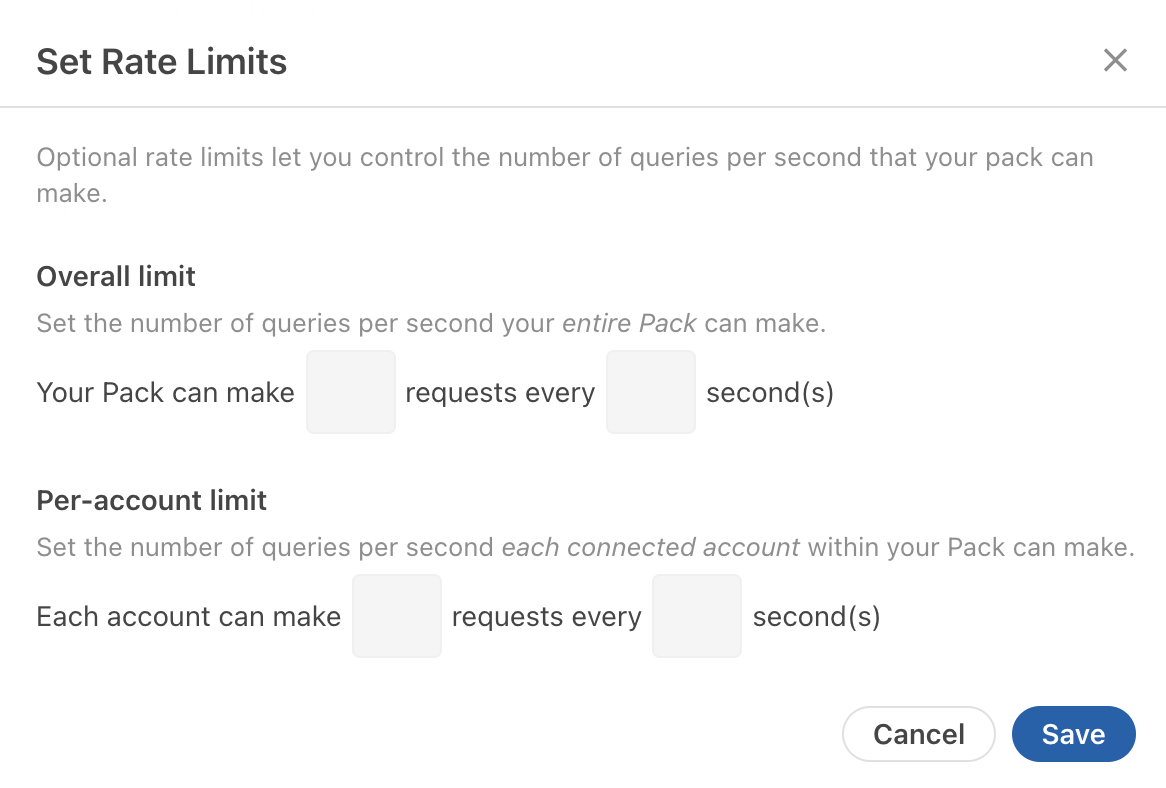 Set Rate Limits
Optional rate limits let you control the number of queries per second that your pack can
make.
Overall limit
Set the number of queries per second your entire Pack can make.
Your Pack can make requests every second(s)
Per-account limit
Set the number of queries per second each connected account within your Pack can make.
Each account can make requests every second(s)
Cancel Save